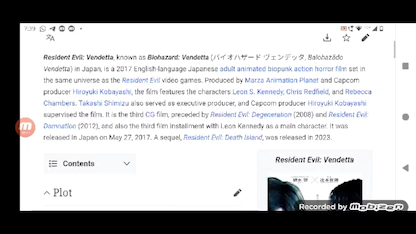 7:39
Resident Evil: Vendetta, known as Biohazard: Vendetta (バイオハザード ヴェンデッタ, Baiohazādo
Vendetta) in Japan, is a 2017 English-language Japanese adult animated biopunk action horror film set in
the same universe as the Resident Evil video games. Produced by Marza Animation Planet and Capcom
producer Hiroyuki Kobayashi, the film features the characters Leon S. Kennedy, Chris Redfield, and Rebecca
Chambers. Takashi Shimizu also served as executive producer, and Capcom producer Hiroyuki Kobayashi
supervised the film. It is the third CG film, preceded by Resident Evil: Degeneration (2008) and Resident Evil:
Damnation (2012), and also the third film installment with Leon Kennedy as a main character. It was
released in Japan on May 27, 2017. A sequel, Resident Evil: Death Island, was released in 2023.
Contents
Resident Evil: Vendetta
Plot
Recorded by Mobizen